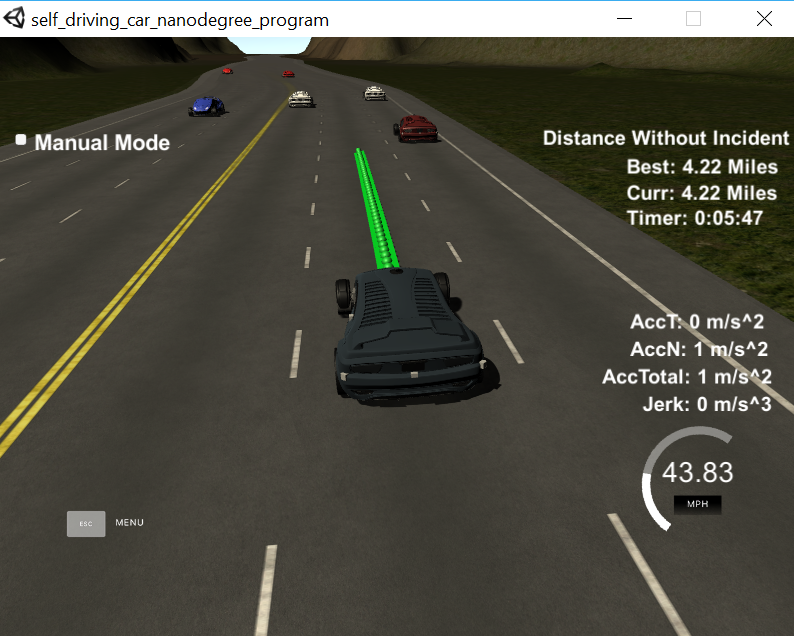 self_driving_car_nanodegree_program
Manual Mode
Distance Without Incident
Best: 4.22 Miles
Curr: 4.22 Miles
Timer: 0:05:47
AccT: 0 m/s^2
AccN: 1 m/s^2
AccTotal: 1 m/s^2
Jerk: 0 m/s^3
43.83
MPH
ESC MENU